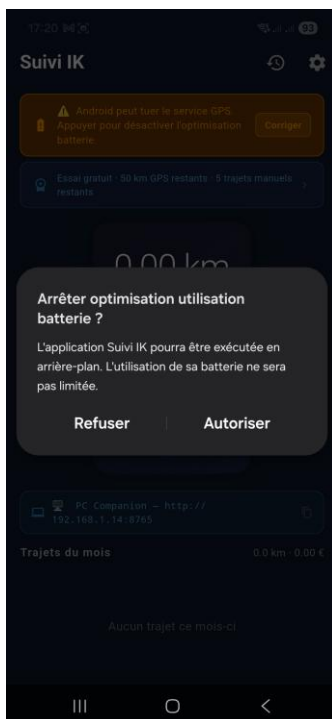 17:20
93
Suivi IK
⚠ Android peut tuer le service GPS.
Appuyer pour désactiver l'optimisation
batterie.
Corriger
Essai gratuit · 50 km GPS restants · 5 trajets manuels
restants
0.00 km
Arrêter optimisation utilisation
batterie ?
L'application Suivi IK pourra être exécutée en
arrière-plan. L'utilisation de sa batterie ne sera
pas limitée.
Refuser
Autoriser
PC Companion — http://
192.168.1.14:8765
Trajets du mois
0.0 km · 0.00 €
Aucun trajet ce mois-ci